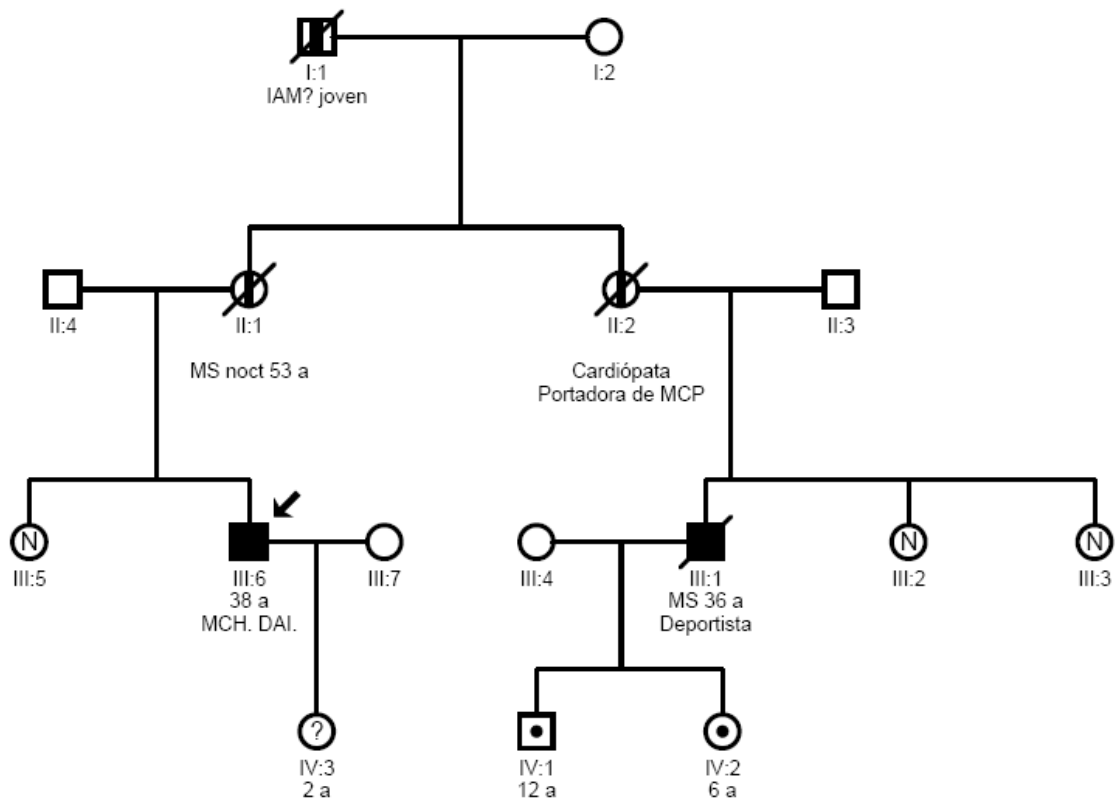 I:1
I:2
IAM? joven
II:4
II:1
II:2
II:3
MS noct 53 a
Cardiópata
Portadora de MCP
N
N
N
III:5
III:6
III:7
III:4
III:1
III:2
III:3
38 a
MCH. DAI.
MS 36 a
Deportista
?
IV:3
2 a
IV:1
12 a
IV:2
6 a